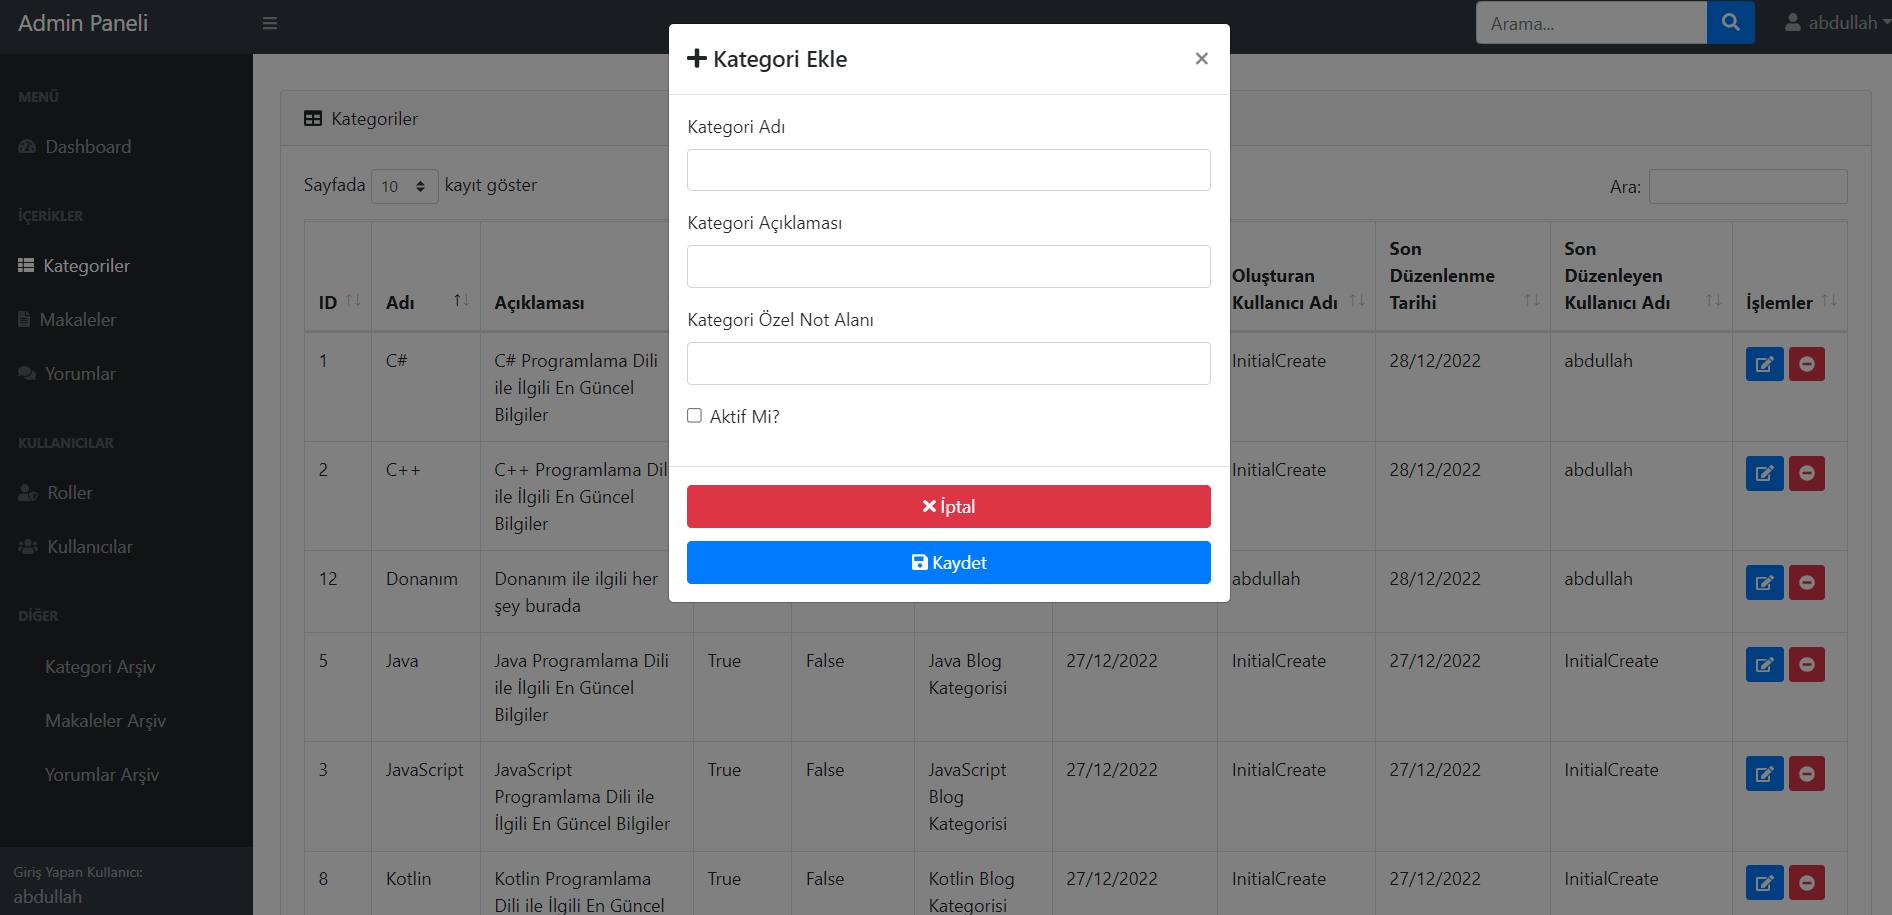 Admin Paneli
Arama...
abdullah
MENÜ
Dashboard
İÇERİKLER
Kategoriler
Makaleler
Yorumlar
KULLANICILAR
Roller
Kullanıcılar
DİĞER
Kategori Arşiv
Makaleler Arşiv
Yorumlar Arşiv
Giriş Yapan Kullanıcı:
abdullah
Kategoriler
Sayfada 10 kayıt göster
Ara:
Kategori Ekle
×
Kategori Adı
Kategori Açıklaması
Kategori Özel Not Alanı
Aktif Mi?
İptal
Kaydet
ID
Adı
Açıklaması
Oluşturan
Kullanıcı Adı
Son
Düzenlenme
Tarihi
Son
Düzenleyen
Kullanıcı Adı
İşlemler
1
C#
C# Programlama Dili
ile İlgili En Güncel
Bilgiler
InitialCreate
28/12/2022
abdullah
2
C++
C++ Programlama Dil
ile İlgili En Güncel
Bilgiler
InitialCreate
28/12/2022
abdullah
12
Donanım
Donanım ile ilgili her
şey burada
abdullah
28/12/2022
abdullah
5
Java
Java Programlama Dili
ile İlgili En Güncel
Bilgiler
True
False
Java Blog
Kategorisi
27/12/2022
InitialCreate
27/12/2022
InitialCreate
3
JavaScript
JavaScript
Programlama Dili ile
İlgili En Güncel Bilgiler
True
False
JavaScript
Blog
Kategorisi
27/12/2022
InitialCreate
27/12/2022
InitialCreate
8
Kotlin
Kotlin Programlama
Dili ile İlgili En Güncel
True
False
Kotlin Blog
Kategorisi
27/12/2022
InitialCreate
27/12/2022
InitialCreate